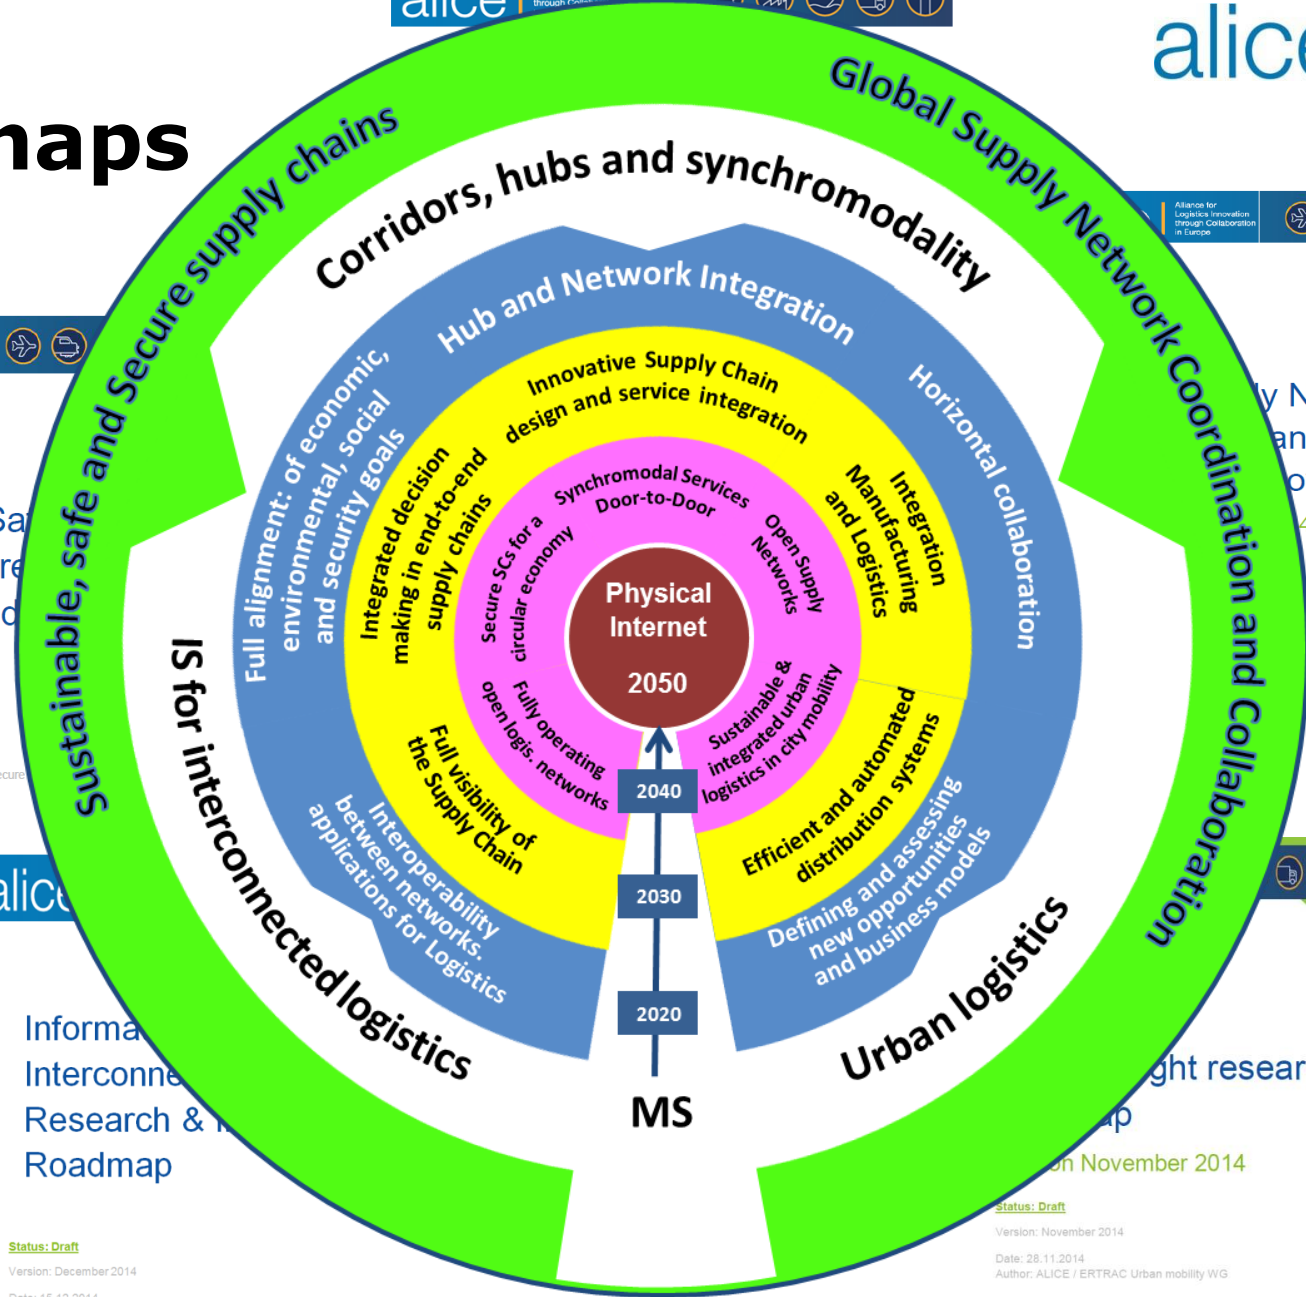 alice
through
alice
Alliance for
Logistics Innovation
through Collaboration
in Europe
Global Supply Network Coordination and Collaboration
Sustainable, safe and Secure supply chains
Corridors, hubs and synchromodality
Hub and Network Integration
Full alignment: of economic,
environmental, social
and security goals
Horizontal collaboration
Innovative Supply Chain
design and service integration
Integrated decision
making in end-to-end
supply chains
Integration
Manufacturing
and Logistics
Synchromodal Services
Door-to-Door
Secure SCs for a
circular economy
Open Supply
Networks
Physical
Internet
2050
Fully operating
open logis. networks
Sustainable &
integrated urban
logistics in city mobility
Full visibility of
the Supply Chain
Efficient and automated
distribution systems
Interoperability
between networks.
applications for Logistics
Defining and assessing
new opportunities
and business models
IS for interconnected logistics
Urban logistics
2040
2030
2020
MS
alice
Interconne
Research &
Roadmap
on November 2014
Status: Draft
Version: November 2014
Date: 28.11.2014
Author: ALICE / ERTRAC Urban mobility WG
Status: Draft
Version: December 2014